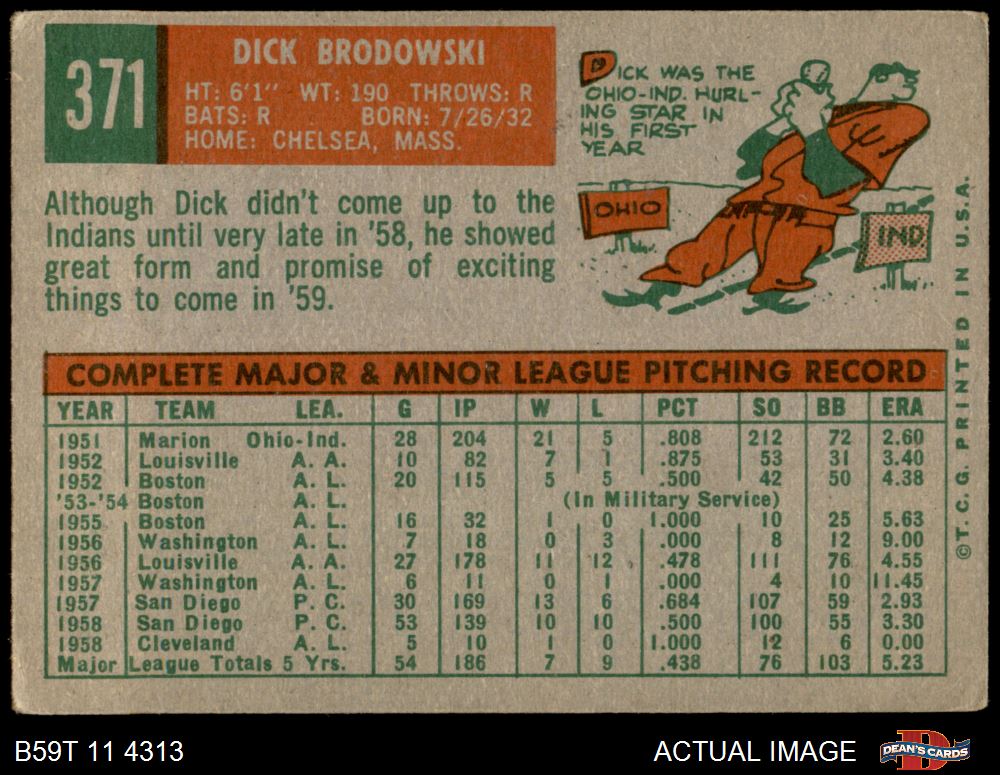 371
DICK BRODOWSKI
HT: 6'1" WT: 190 THROWS: R
BATS: R BORN: 7/26/32
HOME: CHELSEA, MASS.
DICK WAS THE
OHIO-IND. HURL-
ING STAR IN
HIS FIRST
YEAR
OHIO
IND.
Although Dick didn't come up to the
Indians until very late in '58, he showed
great form and promise of exciting
things to come in '59.
COMPLETE MAJOR & MINOR LEAGUE PITCHING RECORD
YEAR TEAM LEA. G IP W L PCT SO BB ERA
1951 Marion Ohio-Ind. 28 204 21 5 .808 212 72 2.60
1952 Louisville A. A. 10 82 7 1 .875 53 31 3.40
1952 Boston A. L. 20 115 5 5 .500 42 50 4.38
'53-'54 Boston A. L. (In Military Service)
1955 Boston A. L. 16 32 1 0 1.000 10 25 5.63
1956 Washington A. L. 7 18 0 3 .000 8 12 9.00
1956 Louisville A. A. 27 178 11 12 .478 111 76 4.55
1957 Washington A. L. 6 11 0 1 .000 4 10 11.45
1957 San Diego P. C. 30 169 13 6 .684 107 59 2.93
1958 San Diego P. C. 53 139 10 10 .500 100 55 3.30
1958 Cleveland A. L. 5 10 1 0 1.000 12 6 0.00
Major League Totals 5 Yrs. 54 186 7 9 .438 76 103 5.23
©T.C.G. PRINTED IN U.S.A.
B59T 11 4313
ACTUAL IMAGE
D
DEAN'S CARDS